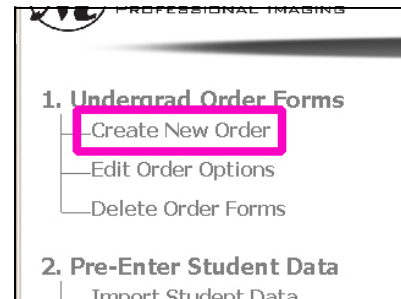 PROFESSIONAL IMAGING
1. Undergrad Order Forms
Create New Order
Edit Order Options
Delete Order Forms
2. Pre-Enter Student Data
Import Student Data